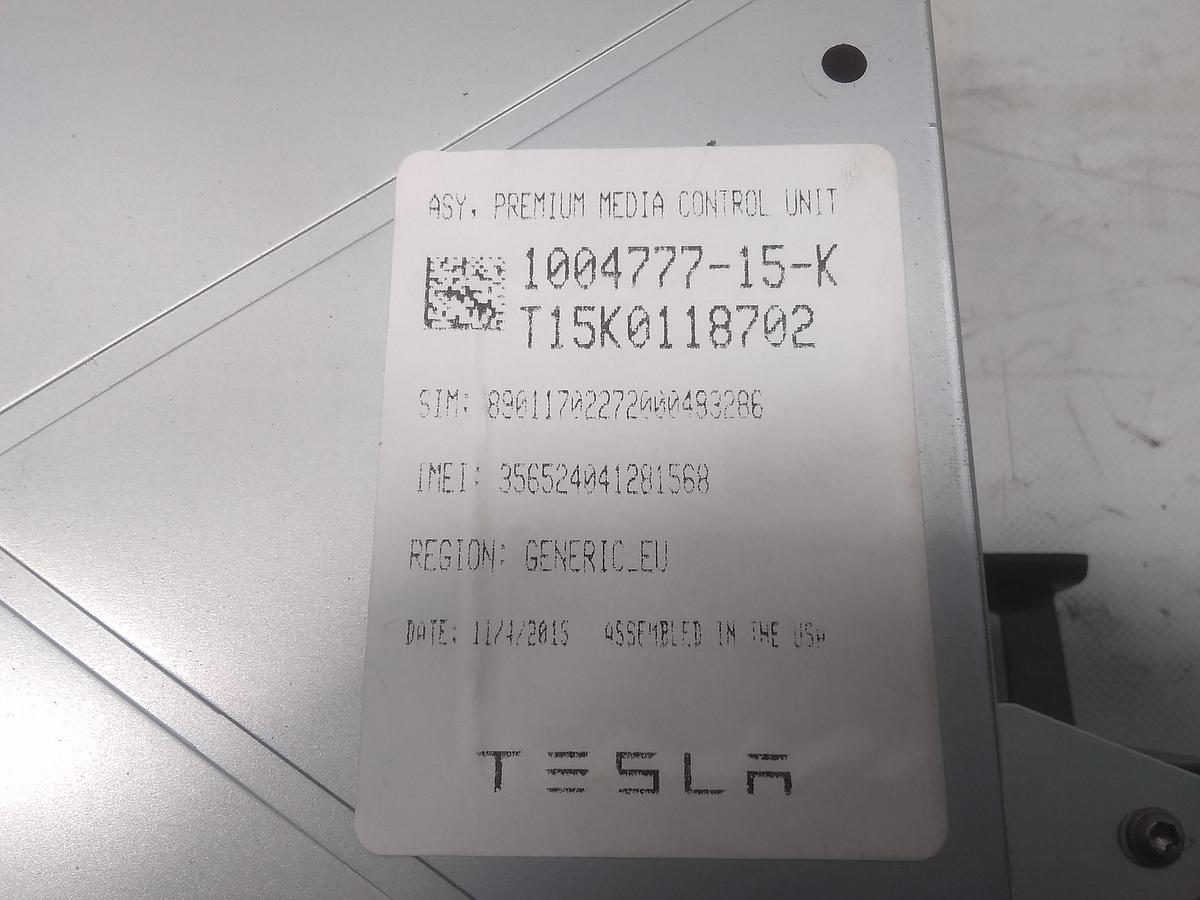 ASY, PREMIUM MEDIA CONTROL UNIT
1004777-15-K
T15K0118702
SIM: 89011702272000493286
IMEI: 356524041281568
REGION: GENERIC_EU
DATE: 11/4/2015 ASSEMBLED IN THE USA
TESLA